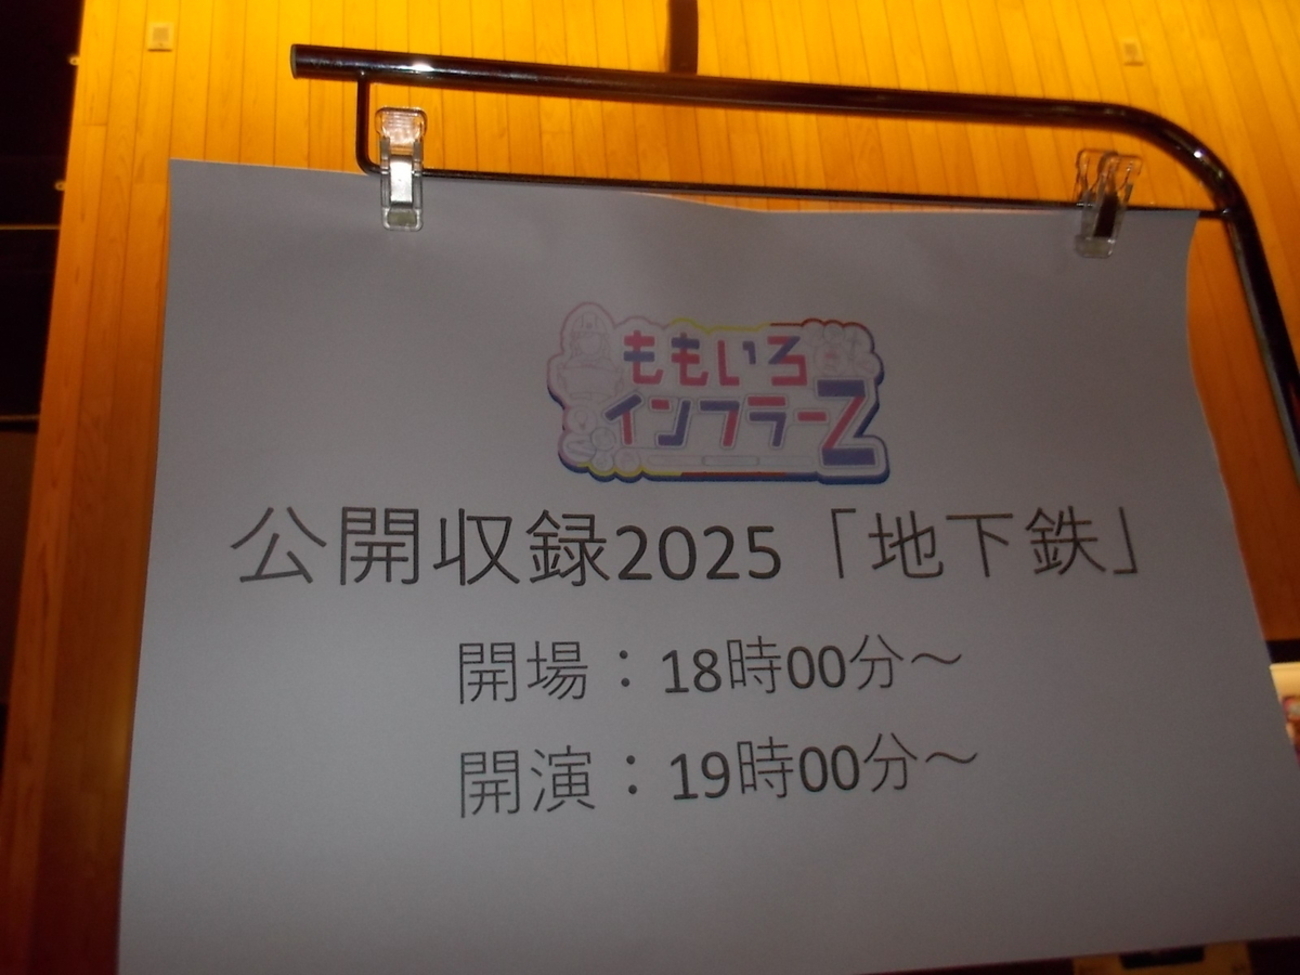 ももいろ
インフラーZ
公開収録2025「地下鉄」
開場：18時00分～
開演：19時00分～